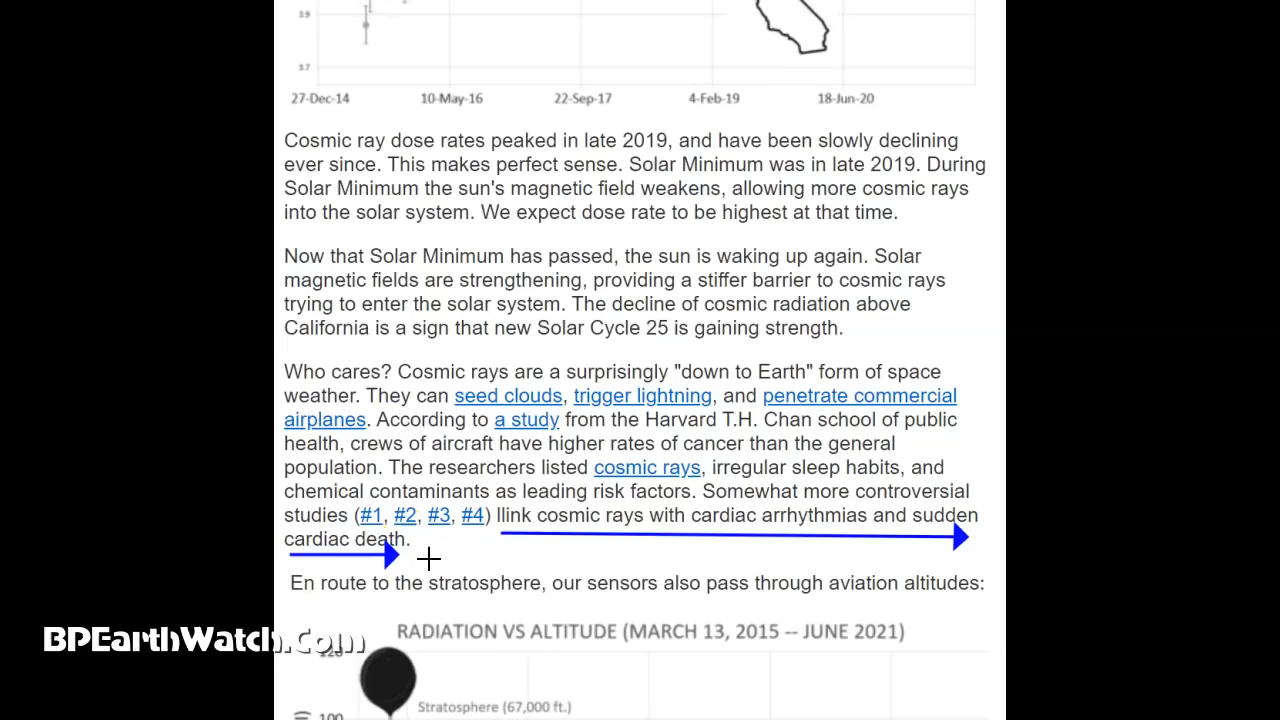 3.9
3.7
27-Dec-14 10-May-16 22-Sep-17 4-Feb-19 18-Jun-20
Cosmic ray dose rates peaked in late 2019, and have been slowly declining
ever since. This makes perfect sense. Solar Minimum was in late 2019. During
Solar Minimum the sun's magnetic field weakens, allowing more cosmic rays
into the solar system. We expect dose rate to be highest at that time.
Now that Solar Minimum has passed, the sun is waking up again. Solar
magnetic fields are strengthening, providing a stiffer barrier to cosmic rays
trying to enter the solar system. The decline of cosmic radiation above
California is a sign that new Solar Cycle 25 is gaining strength.
Who cares? Cosmic rays are a surprisingly "down to Earth" form of space
weather. They can seed clouds, trigger lightning, and penetrate commercial
airplanes. According to a study from the Harvard T.H. Chan school of public
health, crews of aircraft have higher rates of cancer than the general
population. The researchers listed cosmic rays, irregular sleep habits, and
chemical contaminants as leading risk factors. Somewhat more controversial
studies (#1, #2, #3, #4) llink cosmic rays with cardiac arrhythmias and sudden
cardiac death.
En route to the stratosphere, our sensors also pass through aviation altitudes:
BPEarthWatch.Com
RADIATION VS ALTITUDE (MARCH 13, 2015 -- JUNE 2021)
120
Stratosphere (67,000 ft.)
100